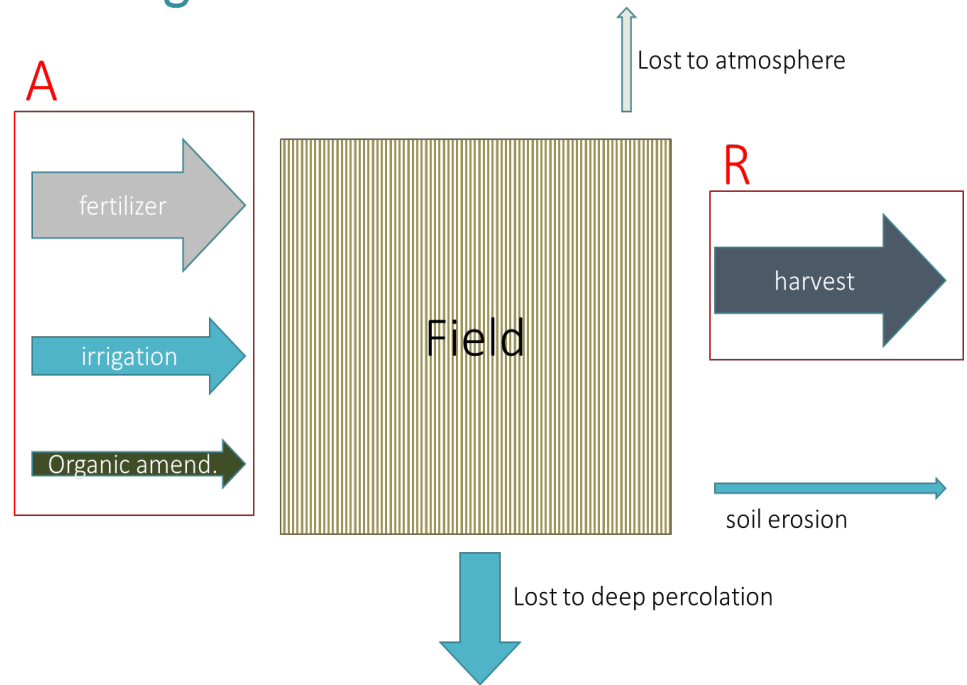 A
fertilizer
irrigation
Organic amend.
Field
Lost to atmosphere
R
harvest
soil erosion
Lost to deep percolation